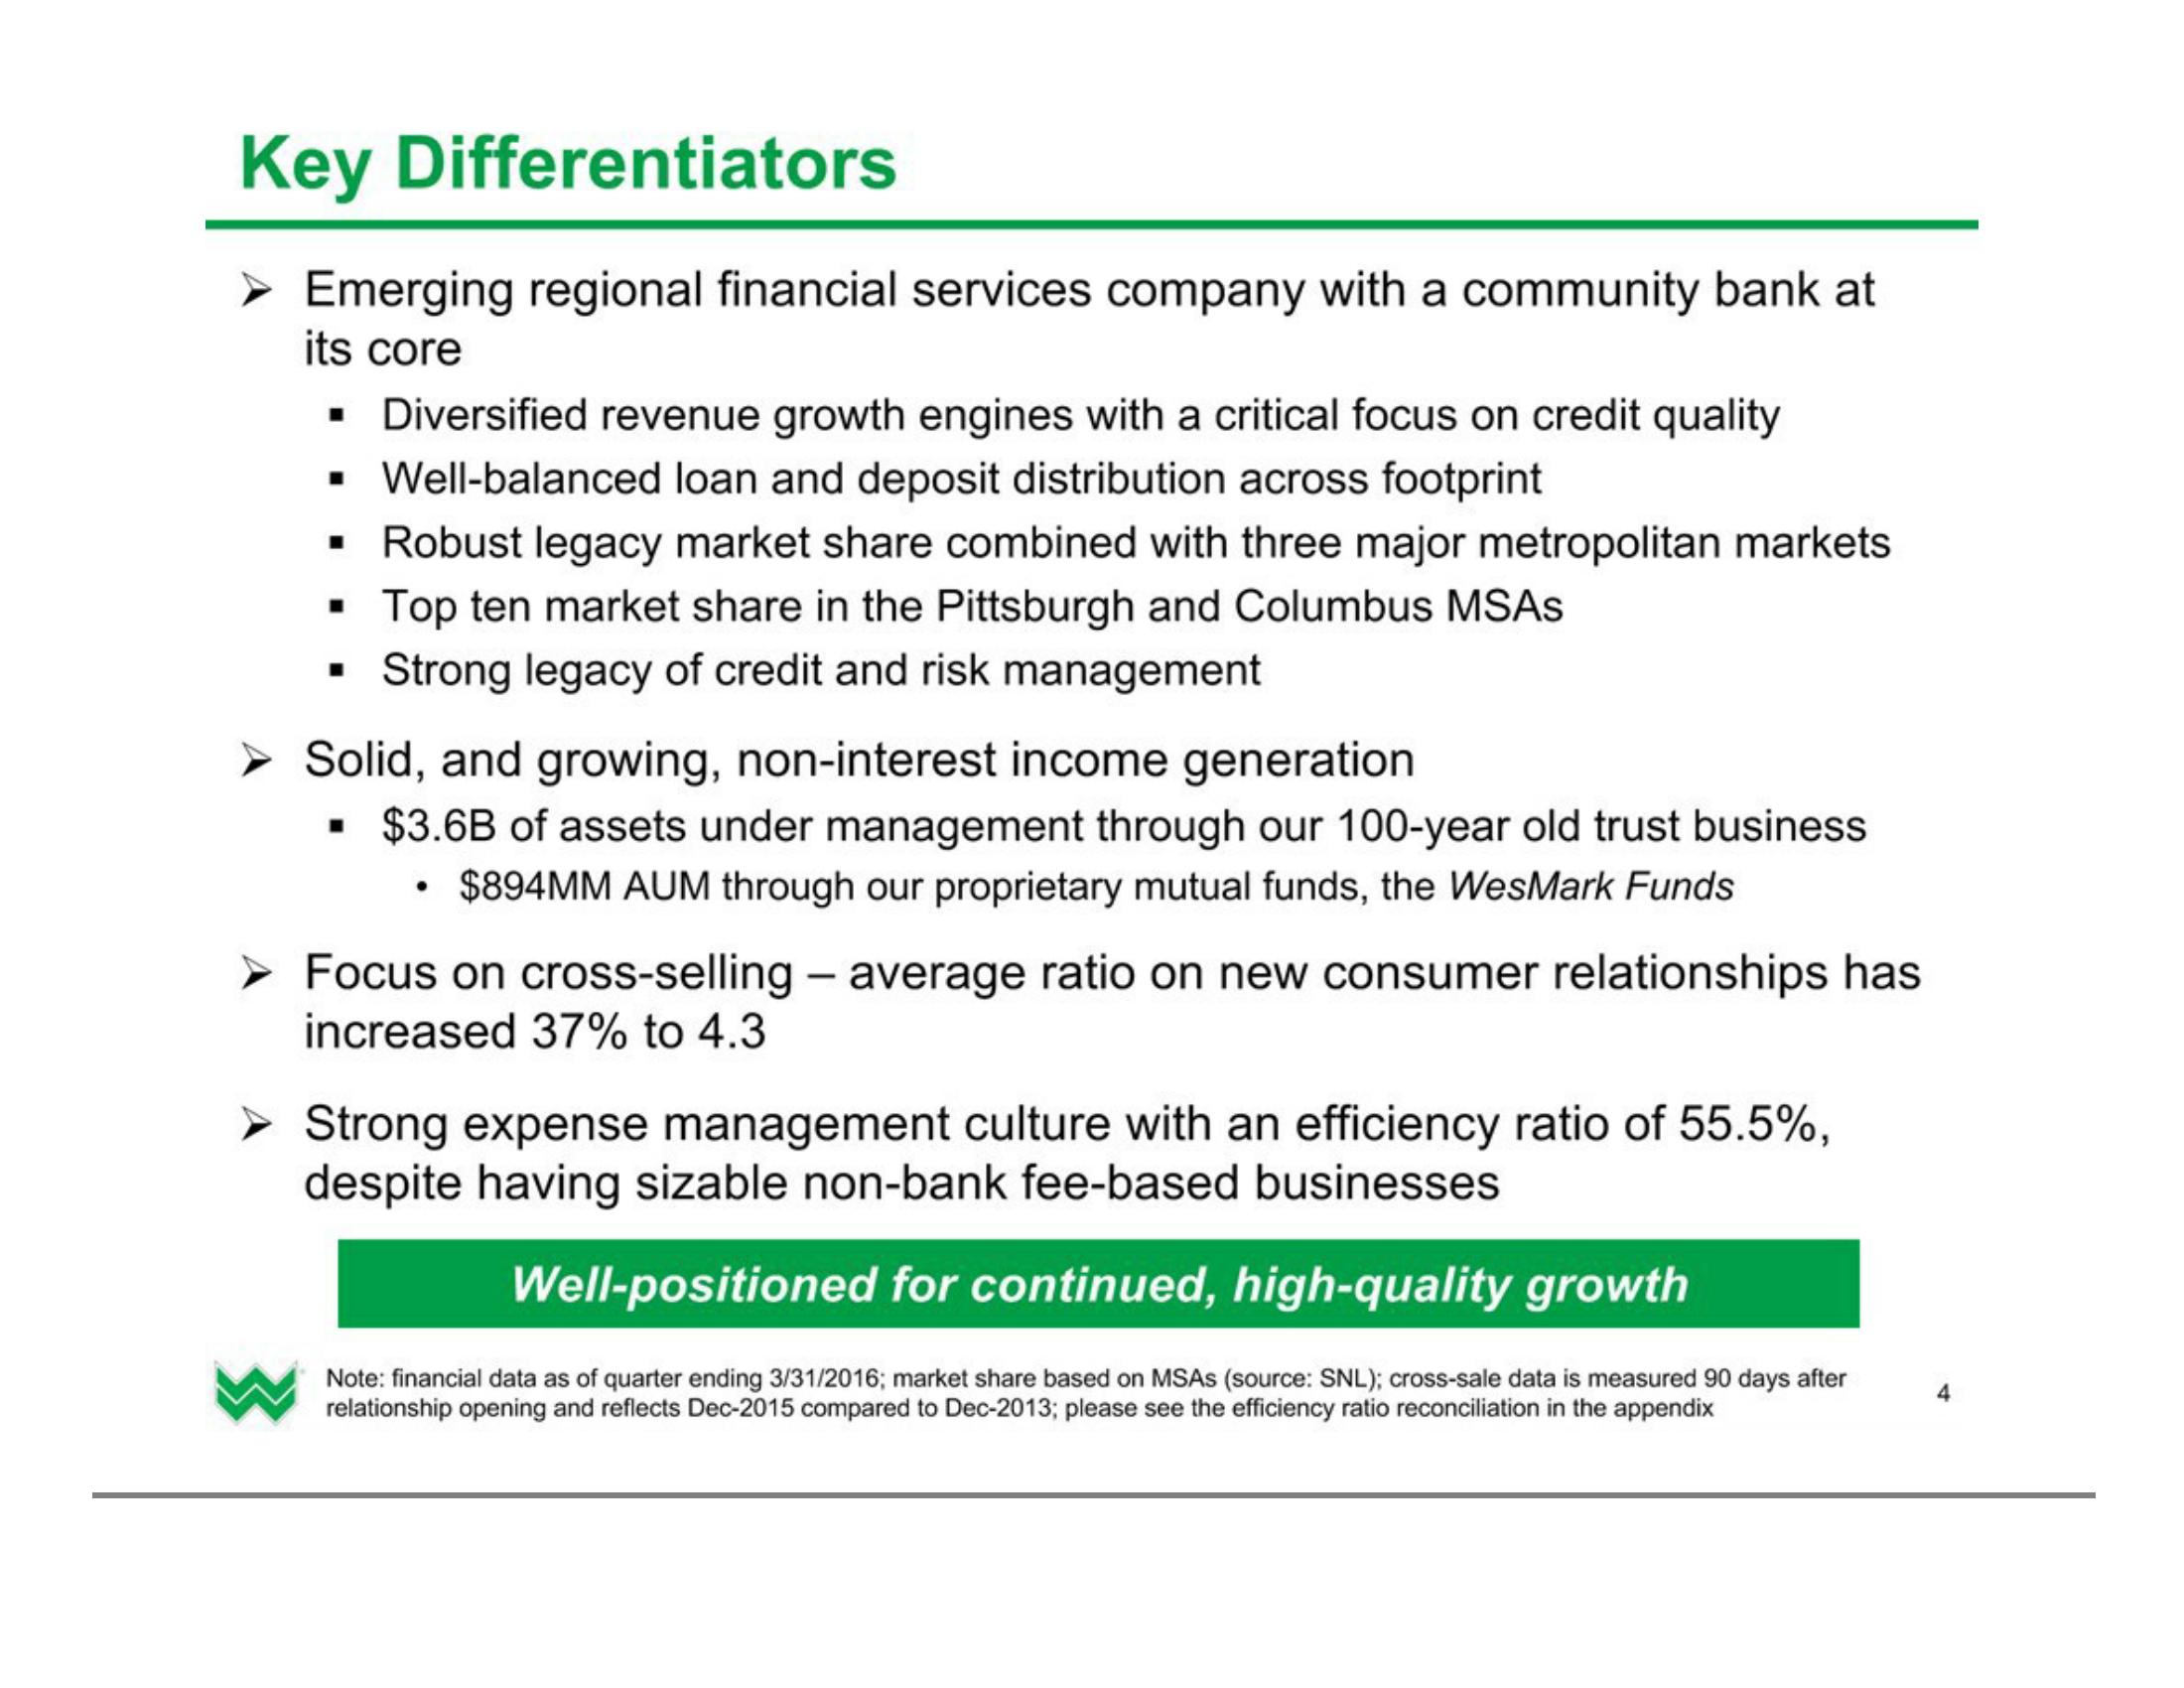 Key Differentiators
➢ Emerging regional financial services company with a community bank at
its core
▪ Diversified revenue growth engines with a critical focus on credit quality
▪ Well-balanced loan and deposit distribution across footprint
▪ Robust legacy market share combined with three major metropolitan markets
▪ Top ten market share in the Pittsburgh and Columbus MSAs
▪ Strong legacy of credit and risk management
➢ Solid, and growing, non-interest income generation
▪ $3.6B of assets under management through our 100-year old trust business
• $894MM AUM through our proprietary mutual funds, the WesMark Funds
➢ Focus on cross-selling – average ratio on new consumer relationships has
increased 37% to 4.3
➢ Strong expense management culture with an efficiency ratio of 55.5%,
despite having sizable non-bank fee-based businesses
Well-positioned for continued, high-quality growth
Note: financial data as of quarter ending 3/31/2016; market share based on MSAs (source: SNL); cross-sale data is measured 90 days after
relationship opening and reflects Dec-2015 compared to Dec-2013; please see the efficiency ratio reconciliation in the appendix
4